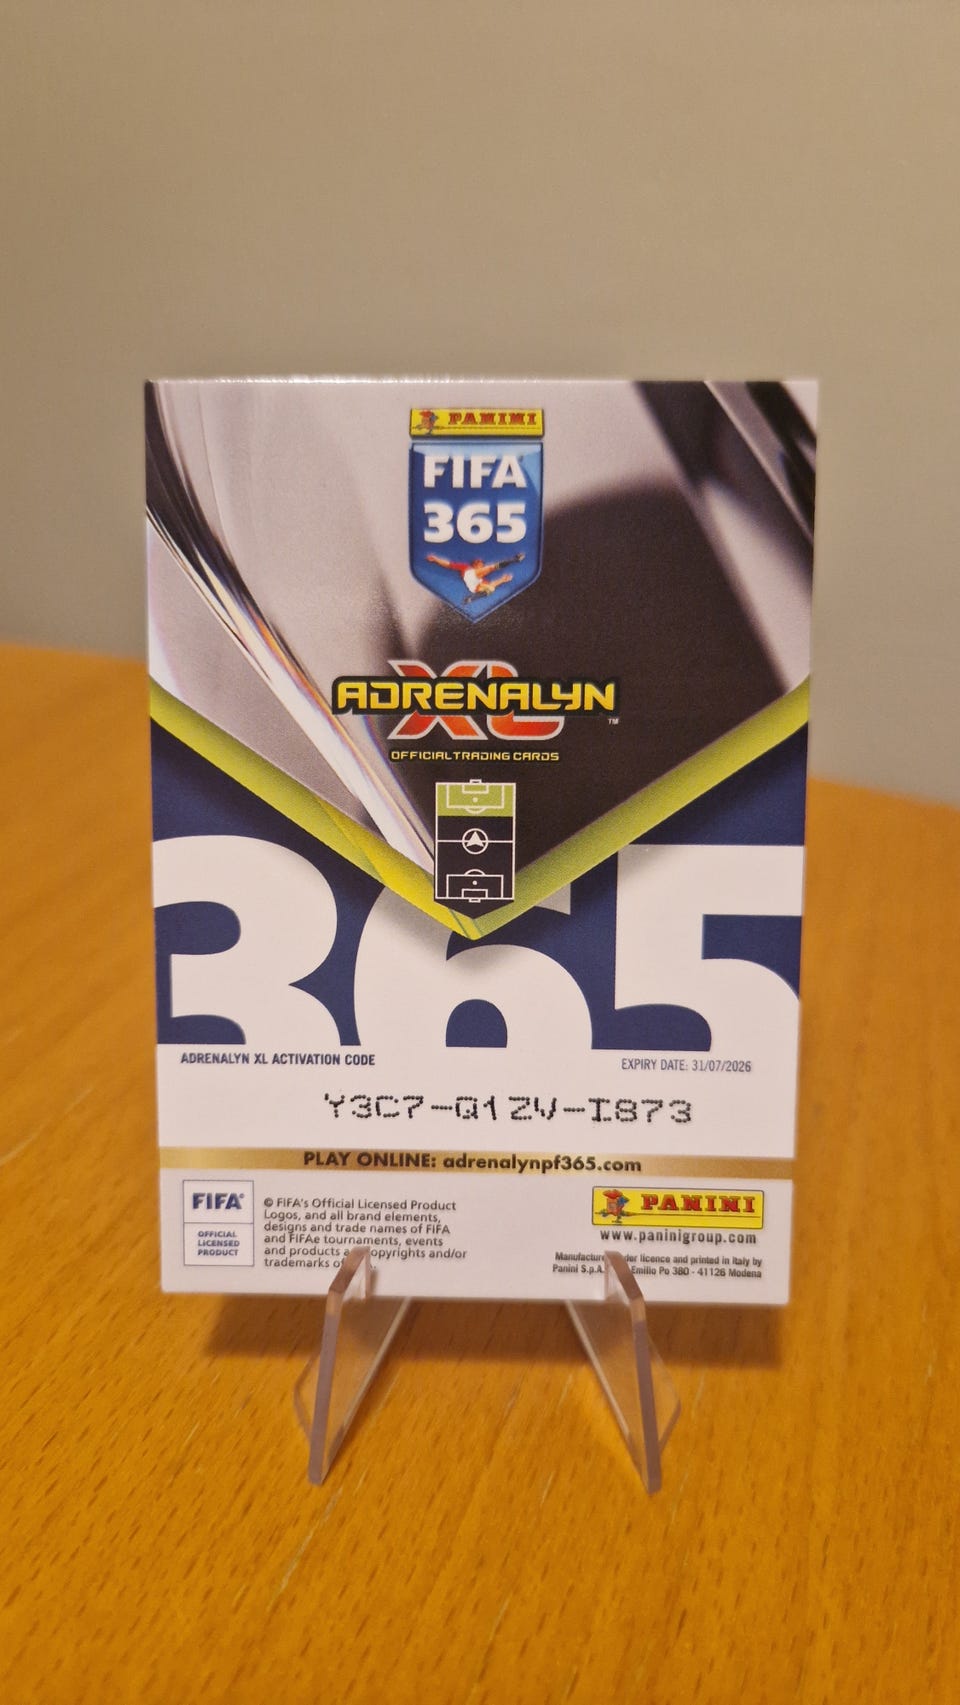 PANINI
FIFA
365
ADRENALYN
XL
™
OFFICIAL TRADING CARDS
365
ADRENALYN XL ACTIVATION CODE
EXPIRY DATE: 31/07/2026
Y3C7-Q1ZV-I873
PLAY ONLINE: adrenalynpf365.com
FIFA®
OFFICIAL
LICENSED
PRODUCT
© FIFA's Official Licensed Product
Logos, and all brand elements,
designs and trade names of FIFA
and FIFAe tournaments, events
and products and/or
trademarks
PANINI
www.paninigroup.com
licence and printed in Italy by
Panini S.p.A. Emilio Po 380 - 41126 Modena